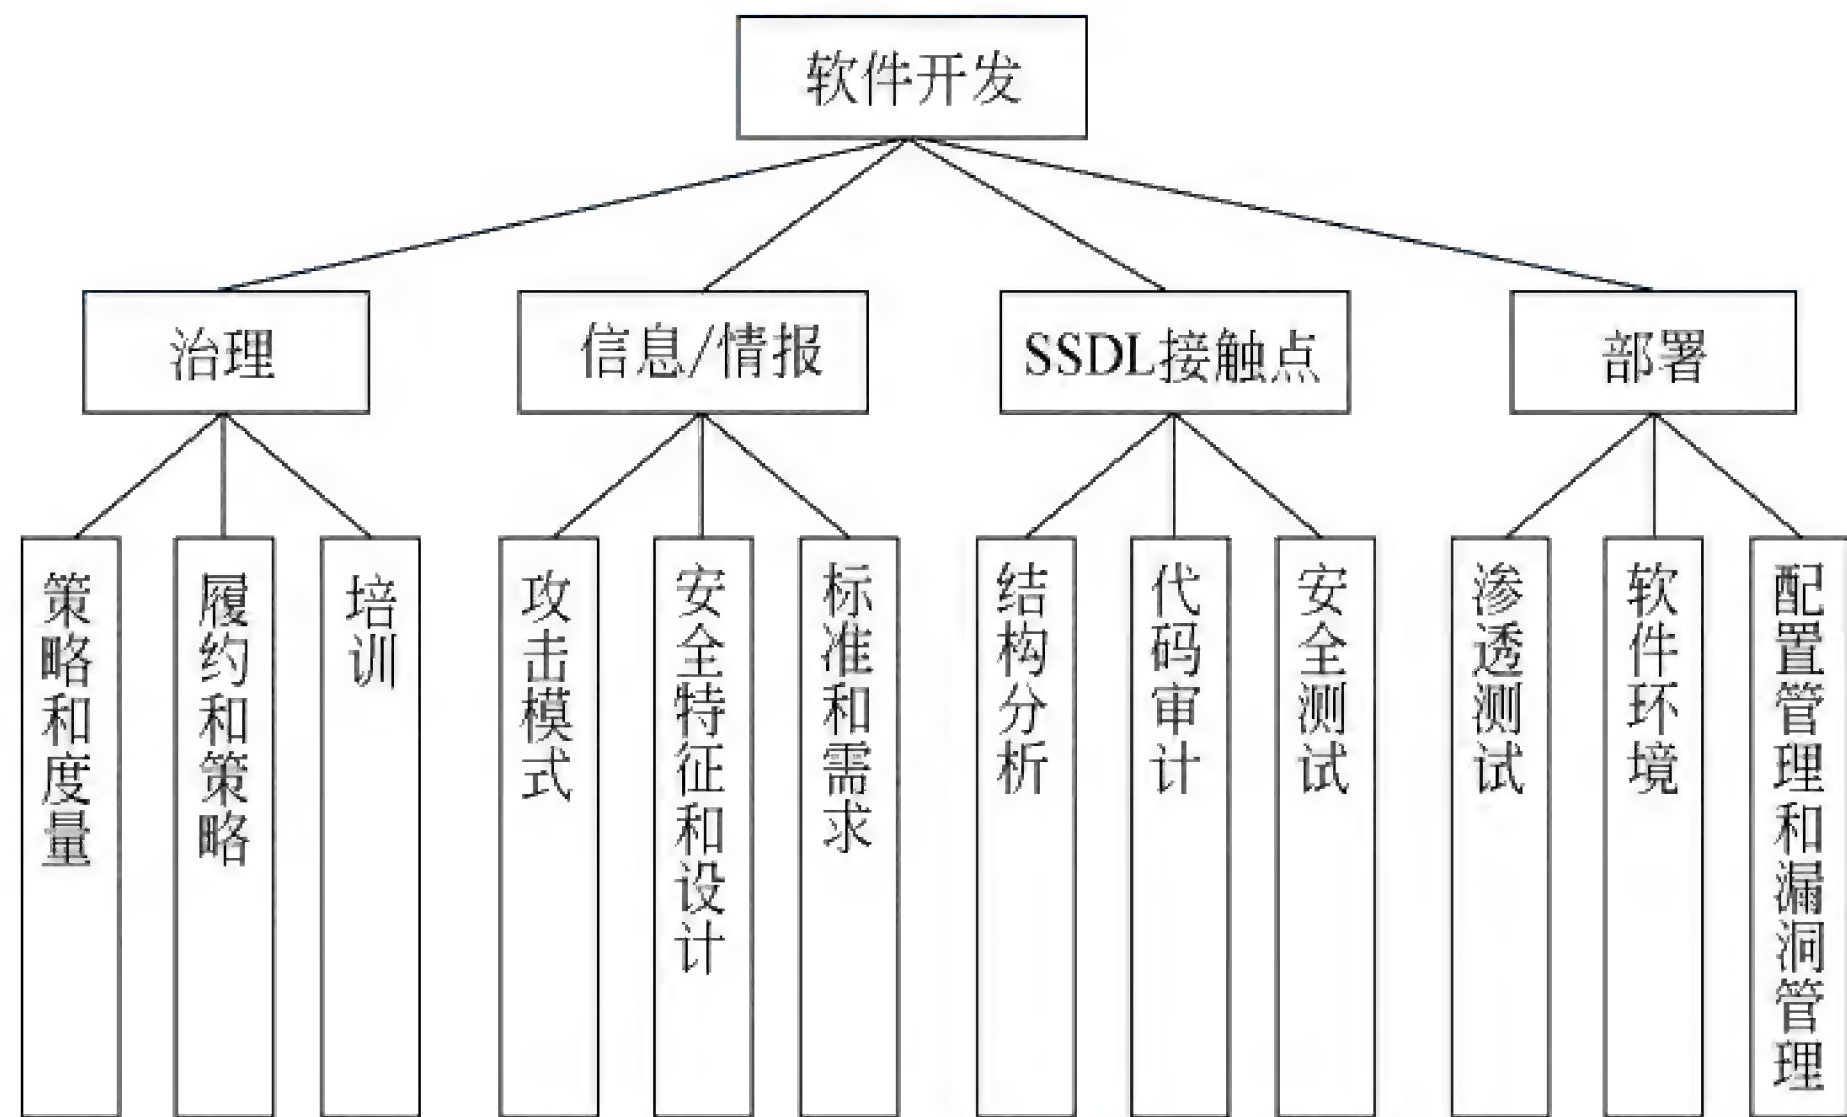 软件开发
治理
信息/情报
SSDL接触点
部署
策略和度量
履约和策略
培训
攻击模式
安全特征和设计
标准和需求
结构分析
代码审计
安全测试
渗透测试
软件环境
配置管理和漏洞管理